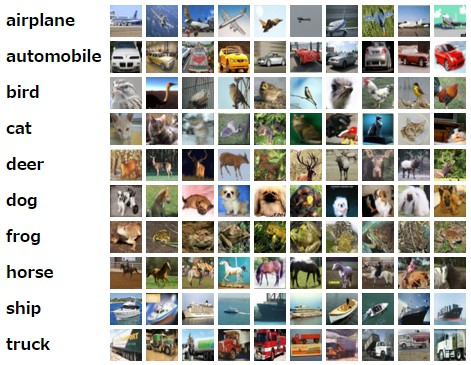 airplane
automobile
bird
cat
deer
dog
frog
horse
ship
truck